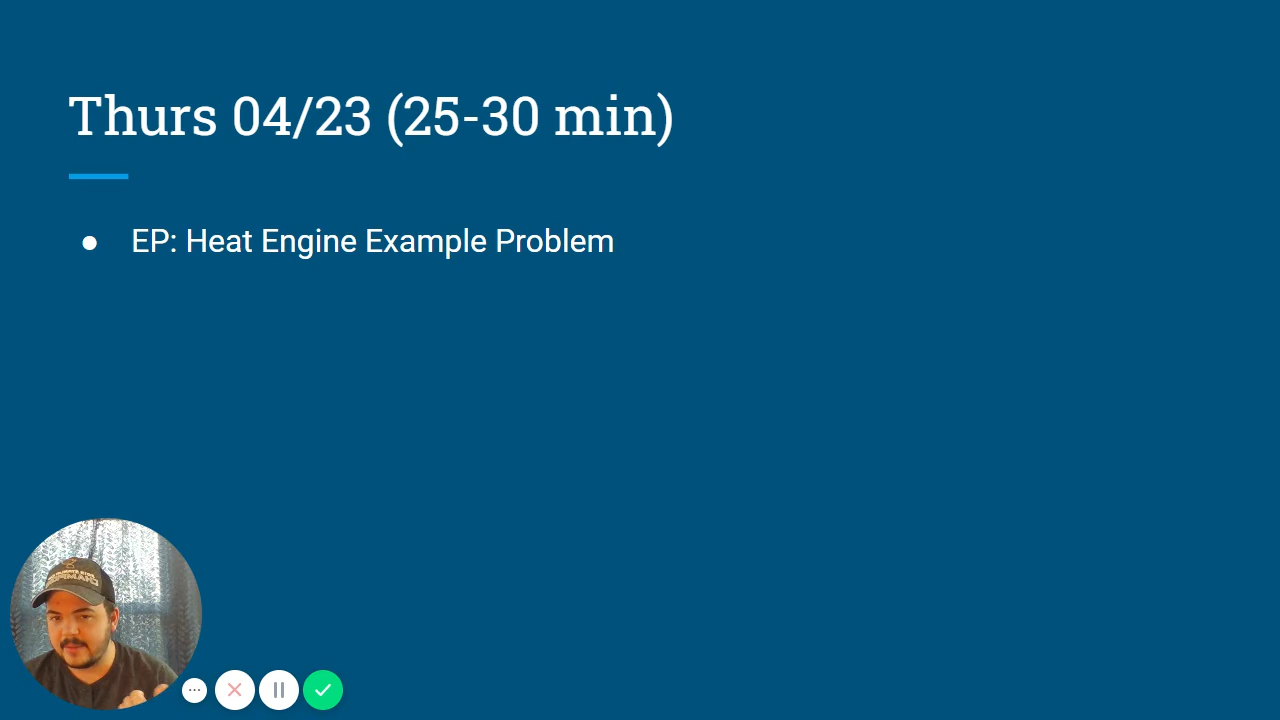 Thurs 04/23 (25-30 min)
● EP: Heat Engine Example Problem